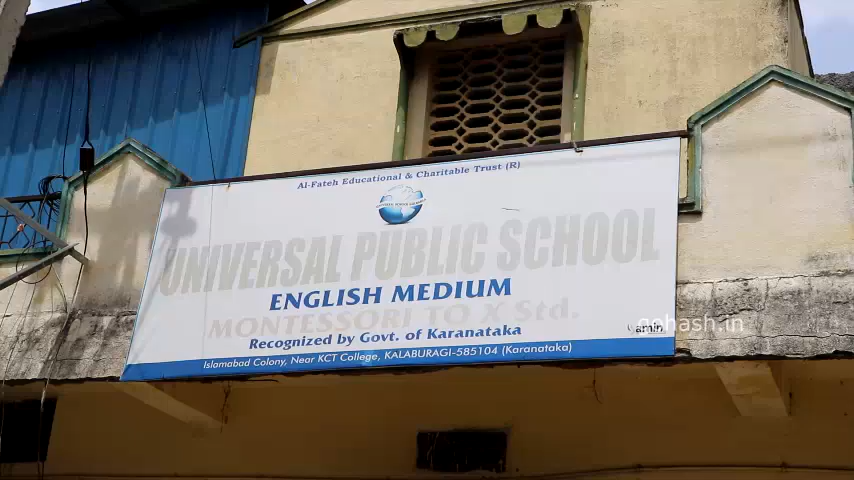 Al-Fateh Educational & Charitable Trust (R)
UNIVERSAL PUBLIC SCHOOL
ENGLISH MEDIUM
MONTESSORI TO X Std.
Recognized by Govt. of Karanataka
Islamabad Colony, Near KCT College, KALABURAGI-585104 (Karanataka)
amin
gohash.in